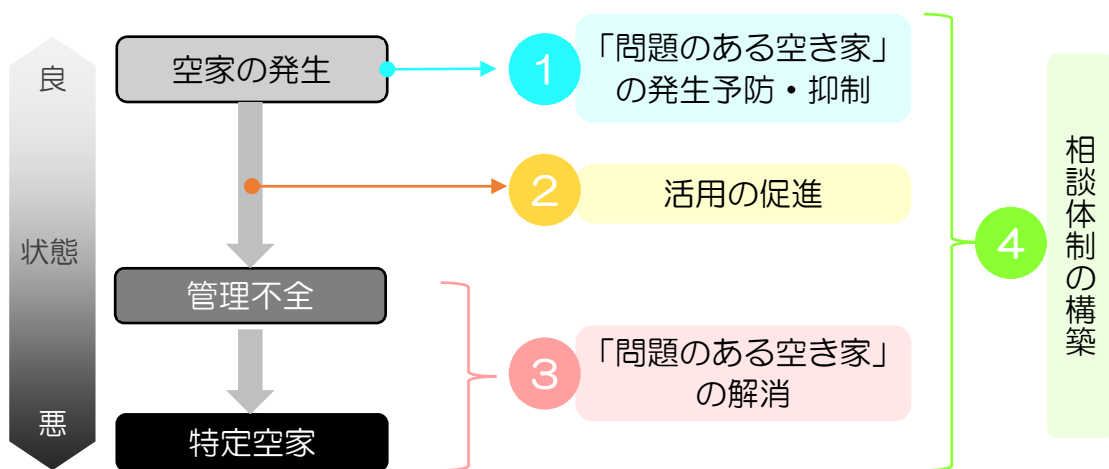 良
状態
悪
空家の発生
管理不全
特定空家
1
「問題のある空き家」
の発生予防・抑制
2
活用の促進
3
「問題のある空き家」
の解消
4
相談体制の構築